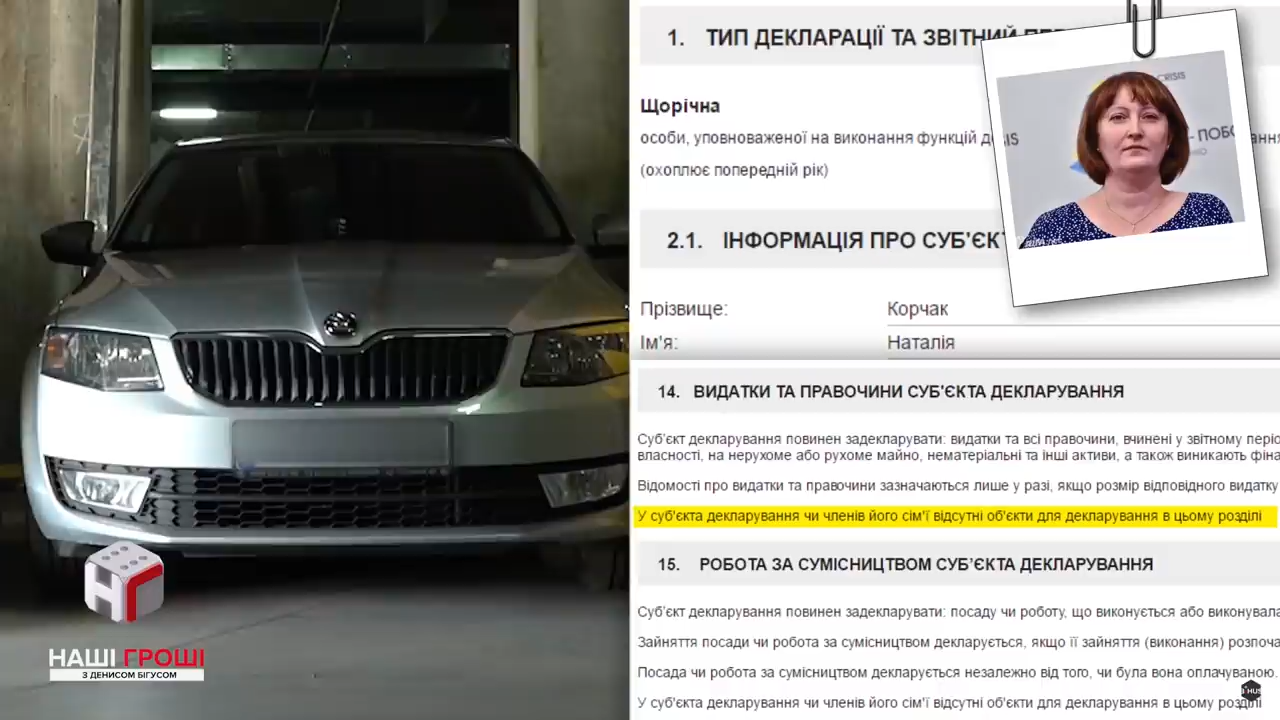 1. ТИП ДЕКЛАРАЦІЇ ТА ЗВІТНИЙ
Щорічна
особи, уповноваженої на виконання функцій
(охоплює попередній рік)
2.1. ІНФОРМАЦІЯ ПРО
CRISIS
Прізвище: Корчак
Ім'я: Наталія
14. ВИДАТКИ ТА ПРАВОЧИНИ СУБ'ЄКТА ДЕКЛАРУВАННЯ
Суб'єкт декларування повинен задекларувати: видатки та всі правочини, вчинені у звітному
власності, на нерухоме або рухоме майно, нематеріальні та інші активи, а також виникають
Відомості про видатки та правочини зазначаються лише у разі, якщо розмір відповідного видатку
У суб'єкта декларування чи членів його сім'ї відсутні об'єкти для декларування в цьому розділі
15. РОБОТА ЗА СУМІСНИЦТВОМ СУБ'ЄКТА ДЕКЛАРУВАННЯ
Суб'єкт декларування повинен задекларувати: посаду чи роботу, що виконується або
Зайняття посади чи робота за сумісництвом декларується, якщо її зайняття (виконання)
Посада чи робота за сумісництвом декларується незалежно від того, чи була вона оплачуваною.
У суб'єкта декларування чи членів його сім'ї відсутні об'єкти для декларування в цьому розділі
НАШІ ГРОШІ
З ДЕНИСОМ БІГУСОМ